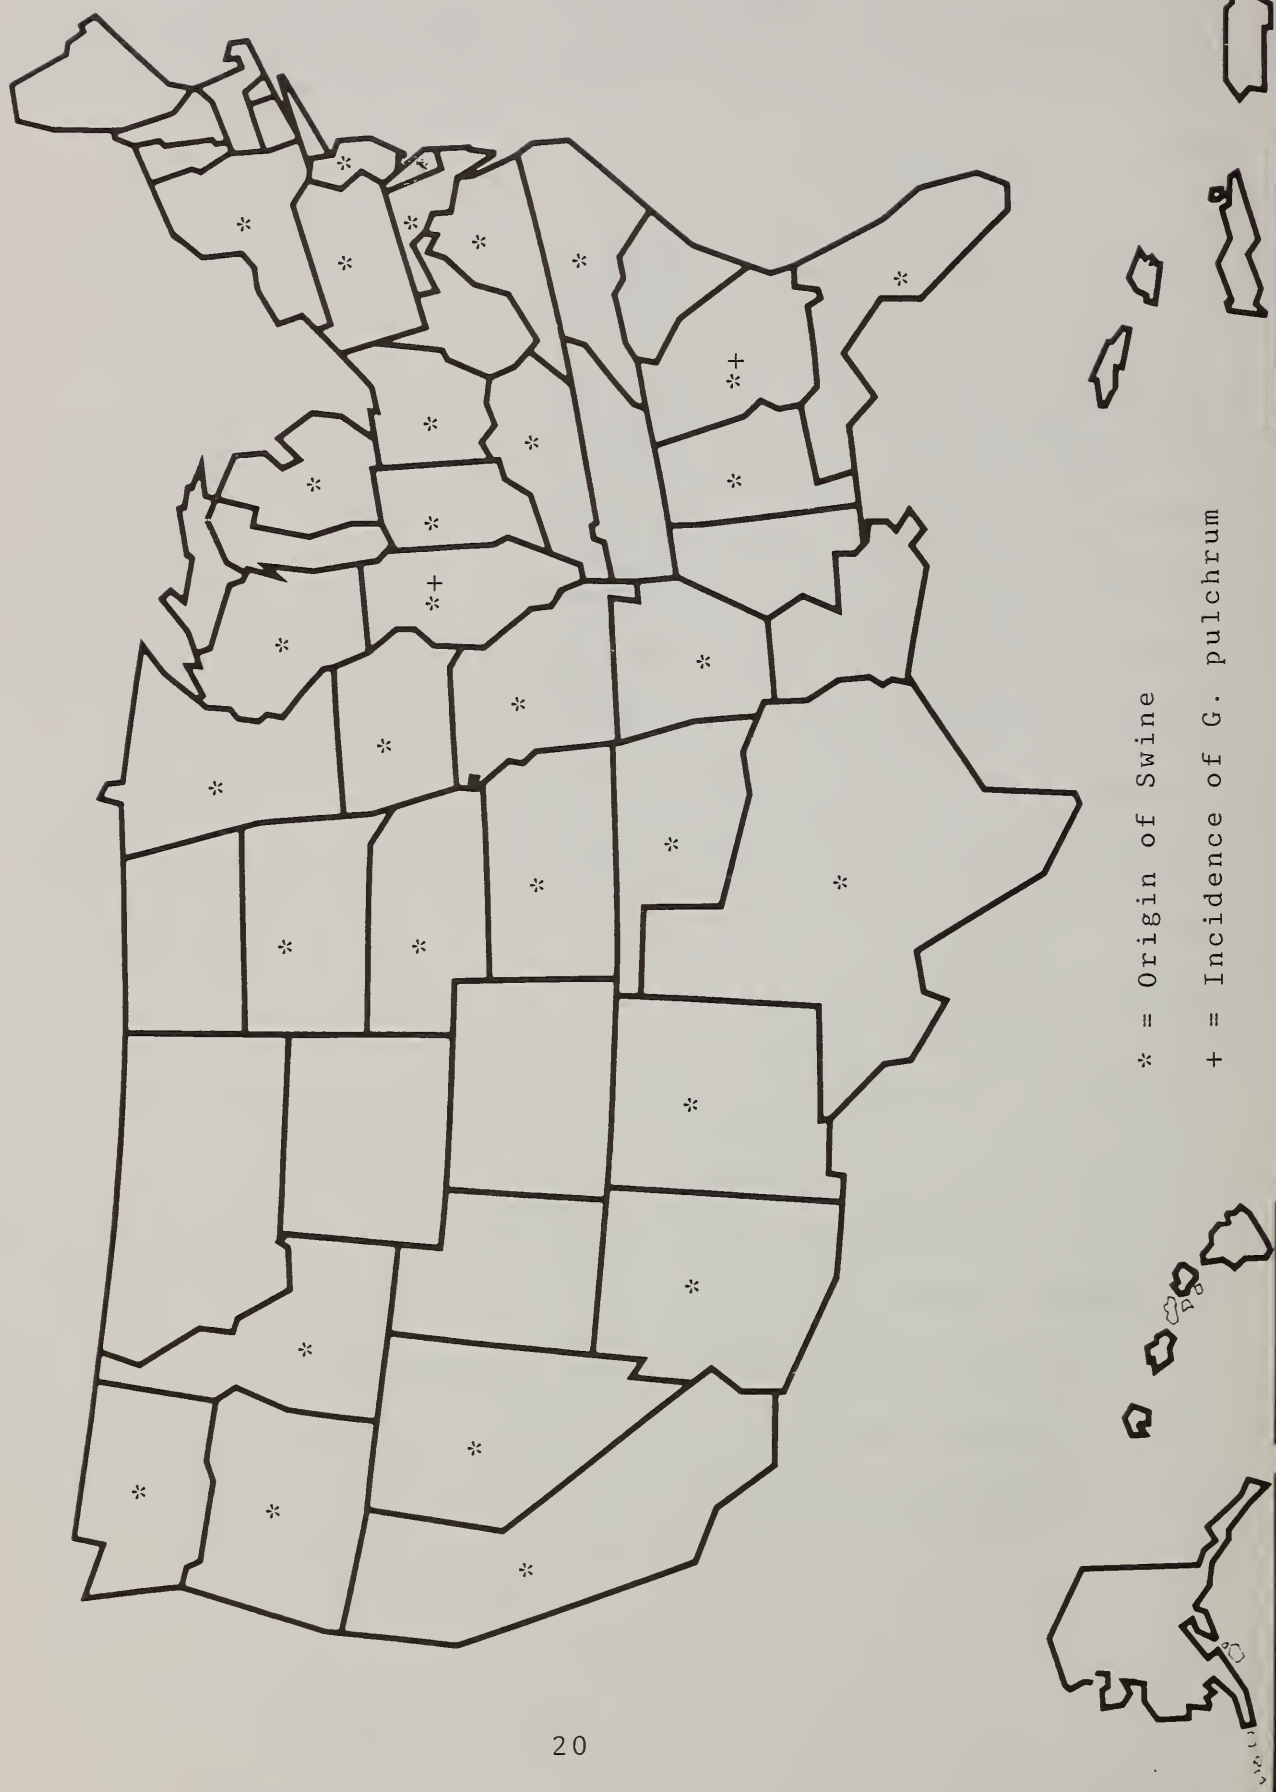 * = Origin of Swine
+ = Incidence of G. pulchrum
20